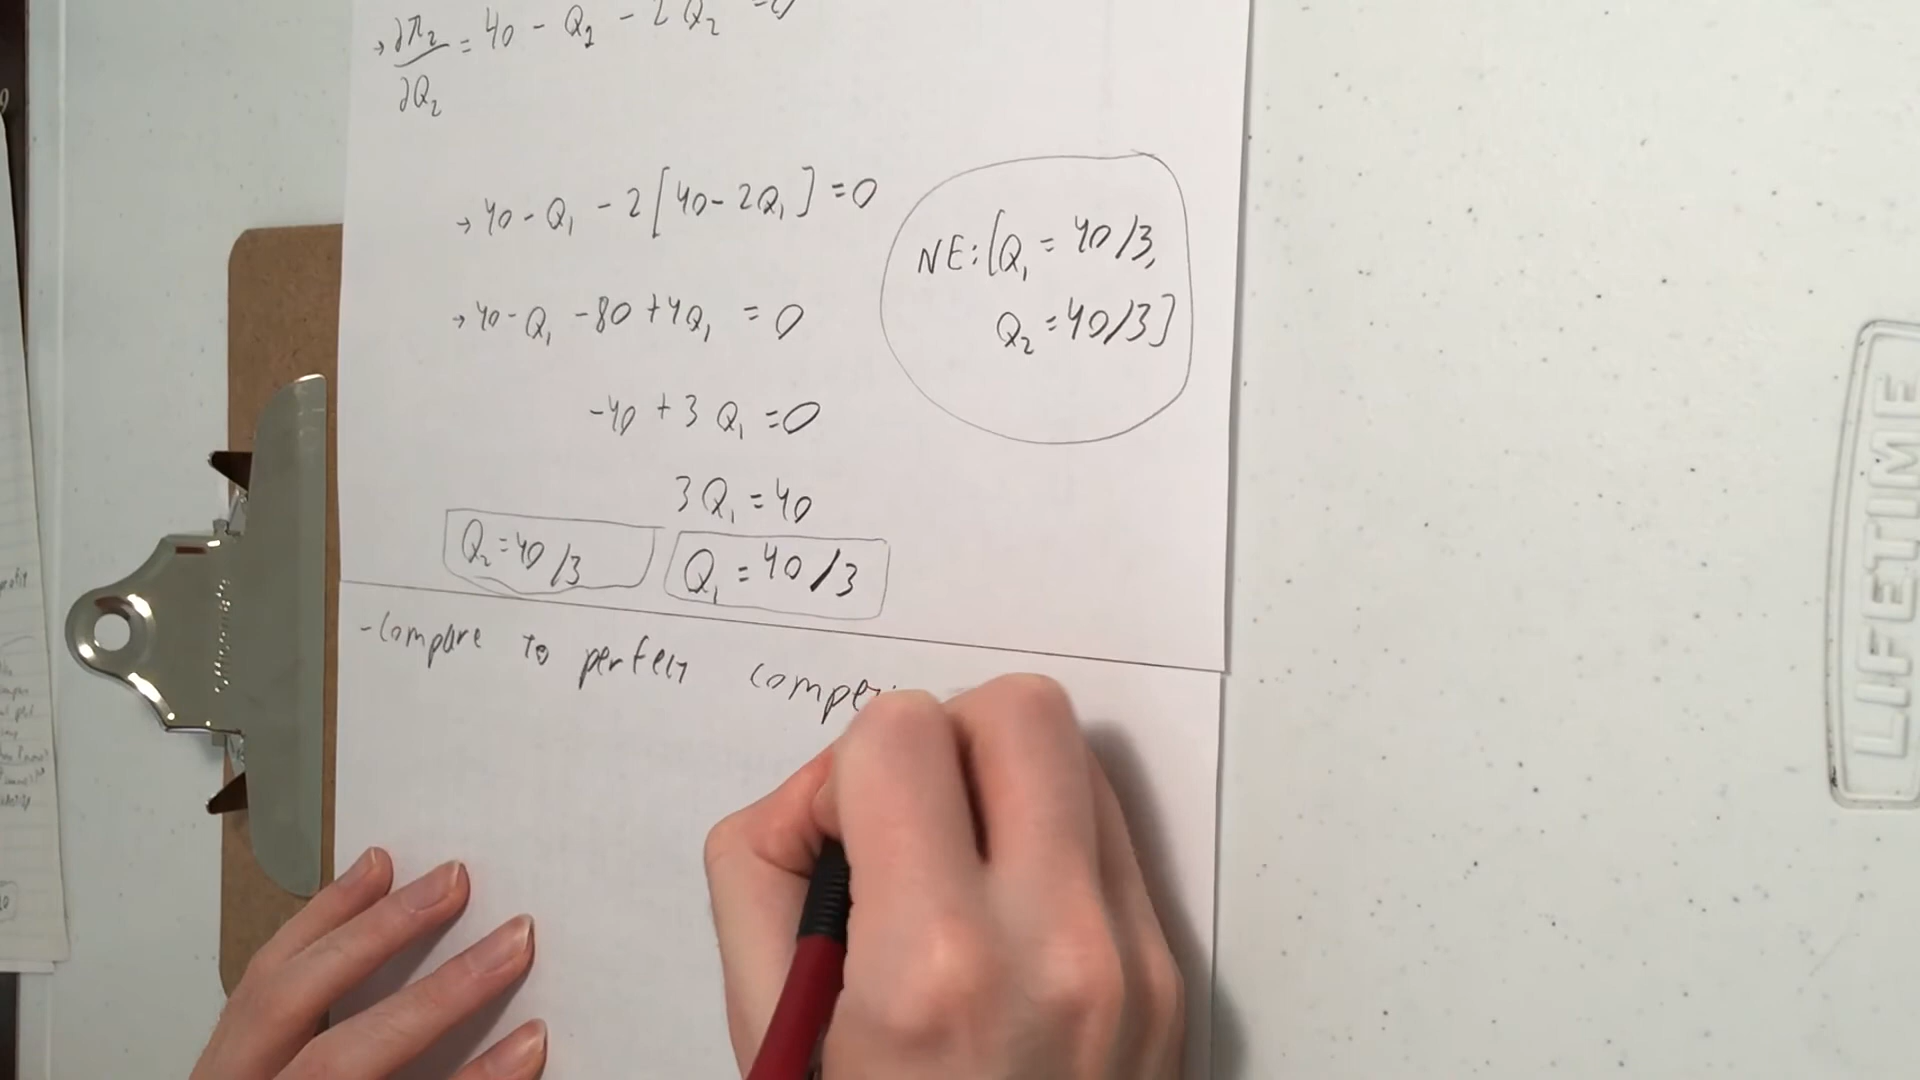 → ∂π₂/∂Q₂ = 40 - Q₁ - 2Q₂ = 0
→ 40 - Q₁ - 2[40 - 2Q₁] = 0
→ 40 - Q₁ - 80 + 4Q₁ = 0
-40 + 3Q₁ = 0
3Q₁ = 40
Q₂ = 40/3
Q₁ = 40/3
NE: [Q₁ = 40/3,
Q₂ = 40/3]
- Compare to perfect
Officemate
LIFETIME